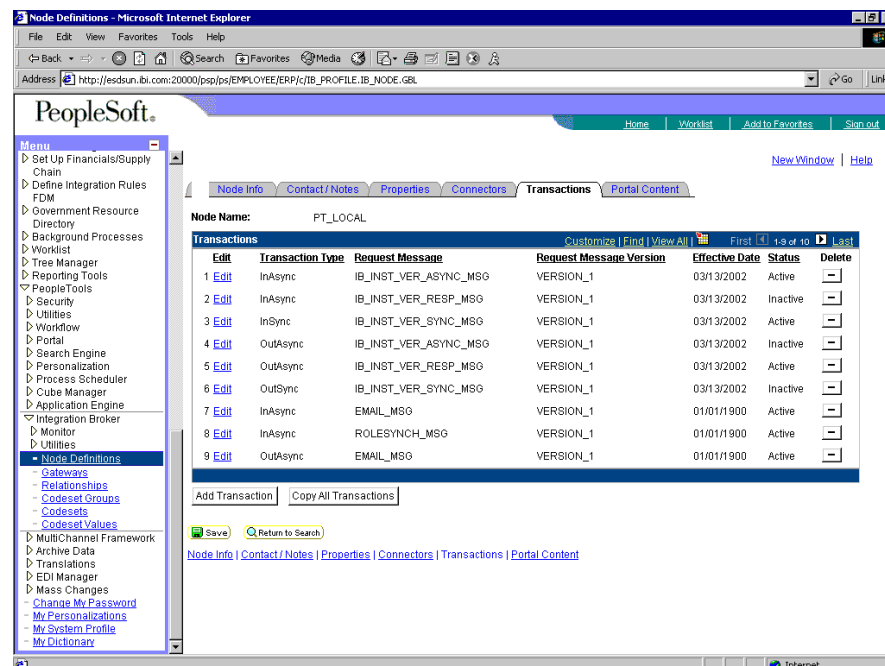 Node Definitions - Microsoft Internet Explorer
File Edit View Favorites Tools Help
Back Search Favorites Media
Address http://esdsun.ibi.com:20000/psp/ps/EMPLOYEE/ERP/c/IB_PROFILE.IB_NODE.GBL Go Link
PeopleSoft.
Home Worklist Add to Favorites Sign out
Menu
New Window | Help
Set Up Financials/Supply
Chain
Define Integration Rules
FDM
Government Resource
Directory
Background Processes
Worklist
Tree Manager
Reporting Tools
PeopleTools
Security
Utilities
Workflow
Portal
Search Engine
Personalization
Process Scheduler
Cube Manager
Application Engine
Integration Broker
Monitor
Utilities
- Node Definitions
- Gateways
- Relationships
- Codeset Groups
- Codesets
- Codeset Values
MultiChannel Framework
Archive Data
Translations
EDI Manager
Mass Changes
- Change My Password
- My Personalizations
- My System Profile
- My Dictionary
Node Info Contact / Notes Properties Connectors Transactions Portal Content
Node Name: PT_LOCAL
Transactions Customize | Find | View All | First 1-9 of 10 Last
Edit Transaction Type Request Message Request Message Version Effective Date Status Delete
1 Edit InAsync IB_INST_VER_ASYNC_MSG VERSION_1 03/13/2002 Active
2 Edit InAsync IB_INST_VER_RESP_MSG VERSION_1 03/13/2002 Inactive
3 Edit InSync IB_INST_VER_SYNC_MSG VERSION_1 03/13/2002 Active
4 Edit OutAsync IB_INST_VER_ASYNC_MSG VERSION_1 03/13/2002 Inactive
5 Edit OutAsync IB_INST_VER_RESP_MSG VERSION_1 03/13/2002 Active
6 Edit OutSync IB_INST_VER_SYNC_MSG VERSION_1 03/13/2002 Inactive
7 Edit InAsync EMAIL_MSG VERSION_1 01/01/1900 Active
8 Edit InAsync ROLESYNCH_MSG VERSION_1 01/01/1900 Active
9 Edit OutAsync EMAIL_MSG VERSION_1 01/01/1900 Active
Add Transaction Copy All Transactions
Save Return to Search
Node Info | Contact / Notes | Properties | Connectors | Transactions | Portal Content
Internet